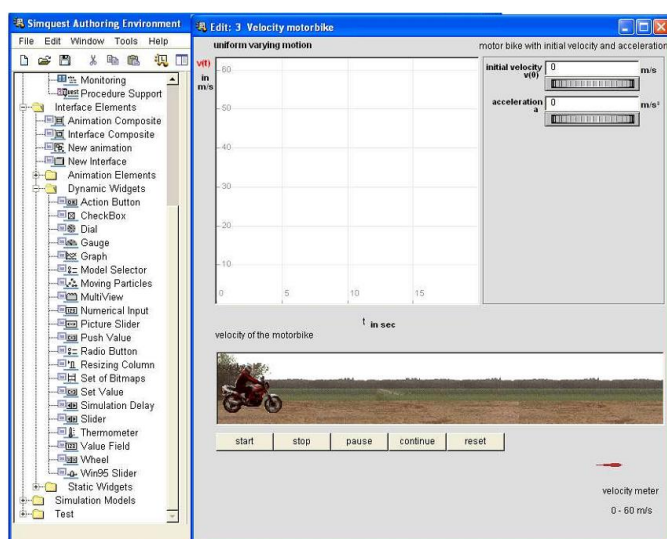 Simquest Authoring Environment
File Edit Window Tools Help
Monitoring
Procedure Support
Interface Elements
Animation Composite
Interface Composite
New animation
New Interface
Animation Elements
Dynamic Widgets
Action Button
CheckBox
Dial
Gauge
Graph
Model Selector
Moving Particles
MultiView
Numerical Input
Picture Slider
Push Value
Radio Button
Resizing Column
Set of Bitmaps
Set Value
Simulation Delay
Slider
Thermometer
Value Field
Wheel
Win95 Slider
Static Widgets
Simulation Models
Test
Edit: 3 Velocity motorbike
uniform varying motion
motor bike with initial velocity and acceleration
v(t)
in
m/s
60
50
40
30
20
10
0 5 10 15
t in sec
initial velocity 0 m/s
v(0)
acceleration 0 m/s²
a
velocity of the motorbike
start stop pause continue reset
velocity meter
0 - 60 m/s